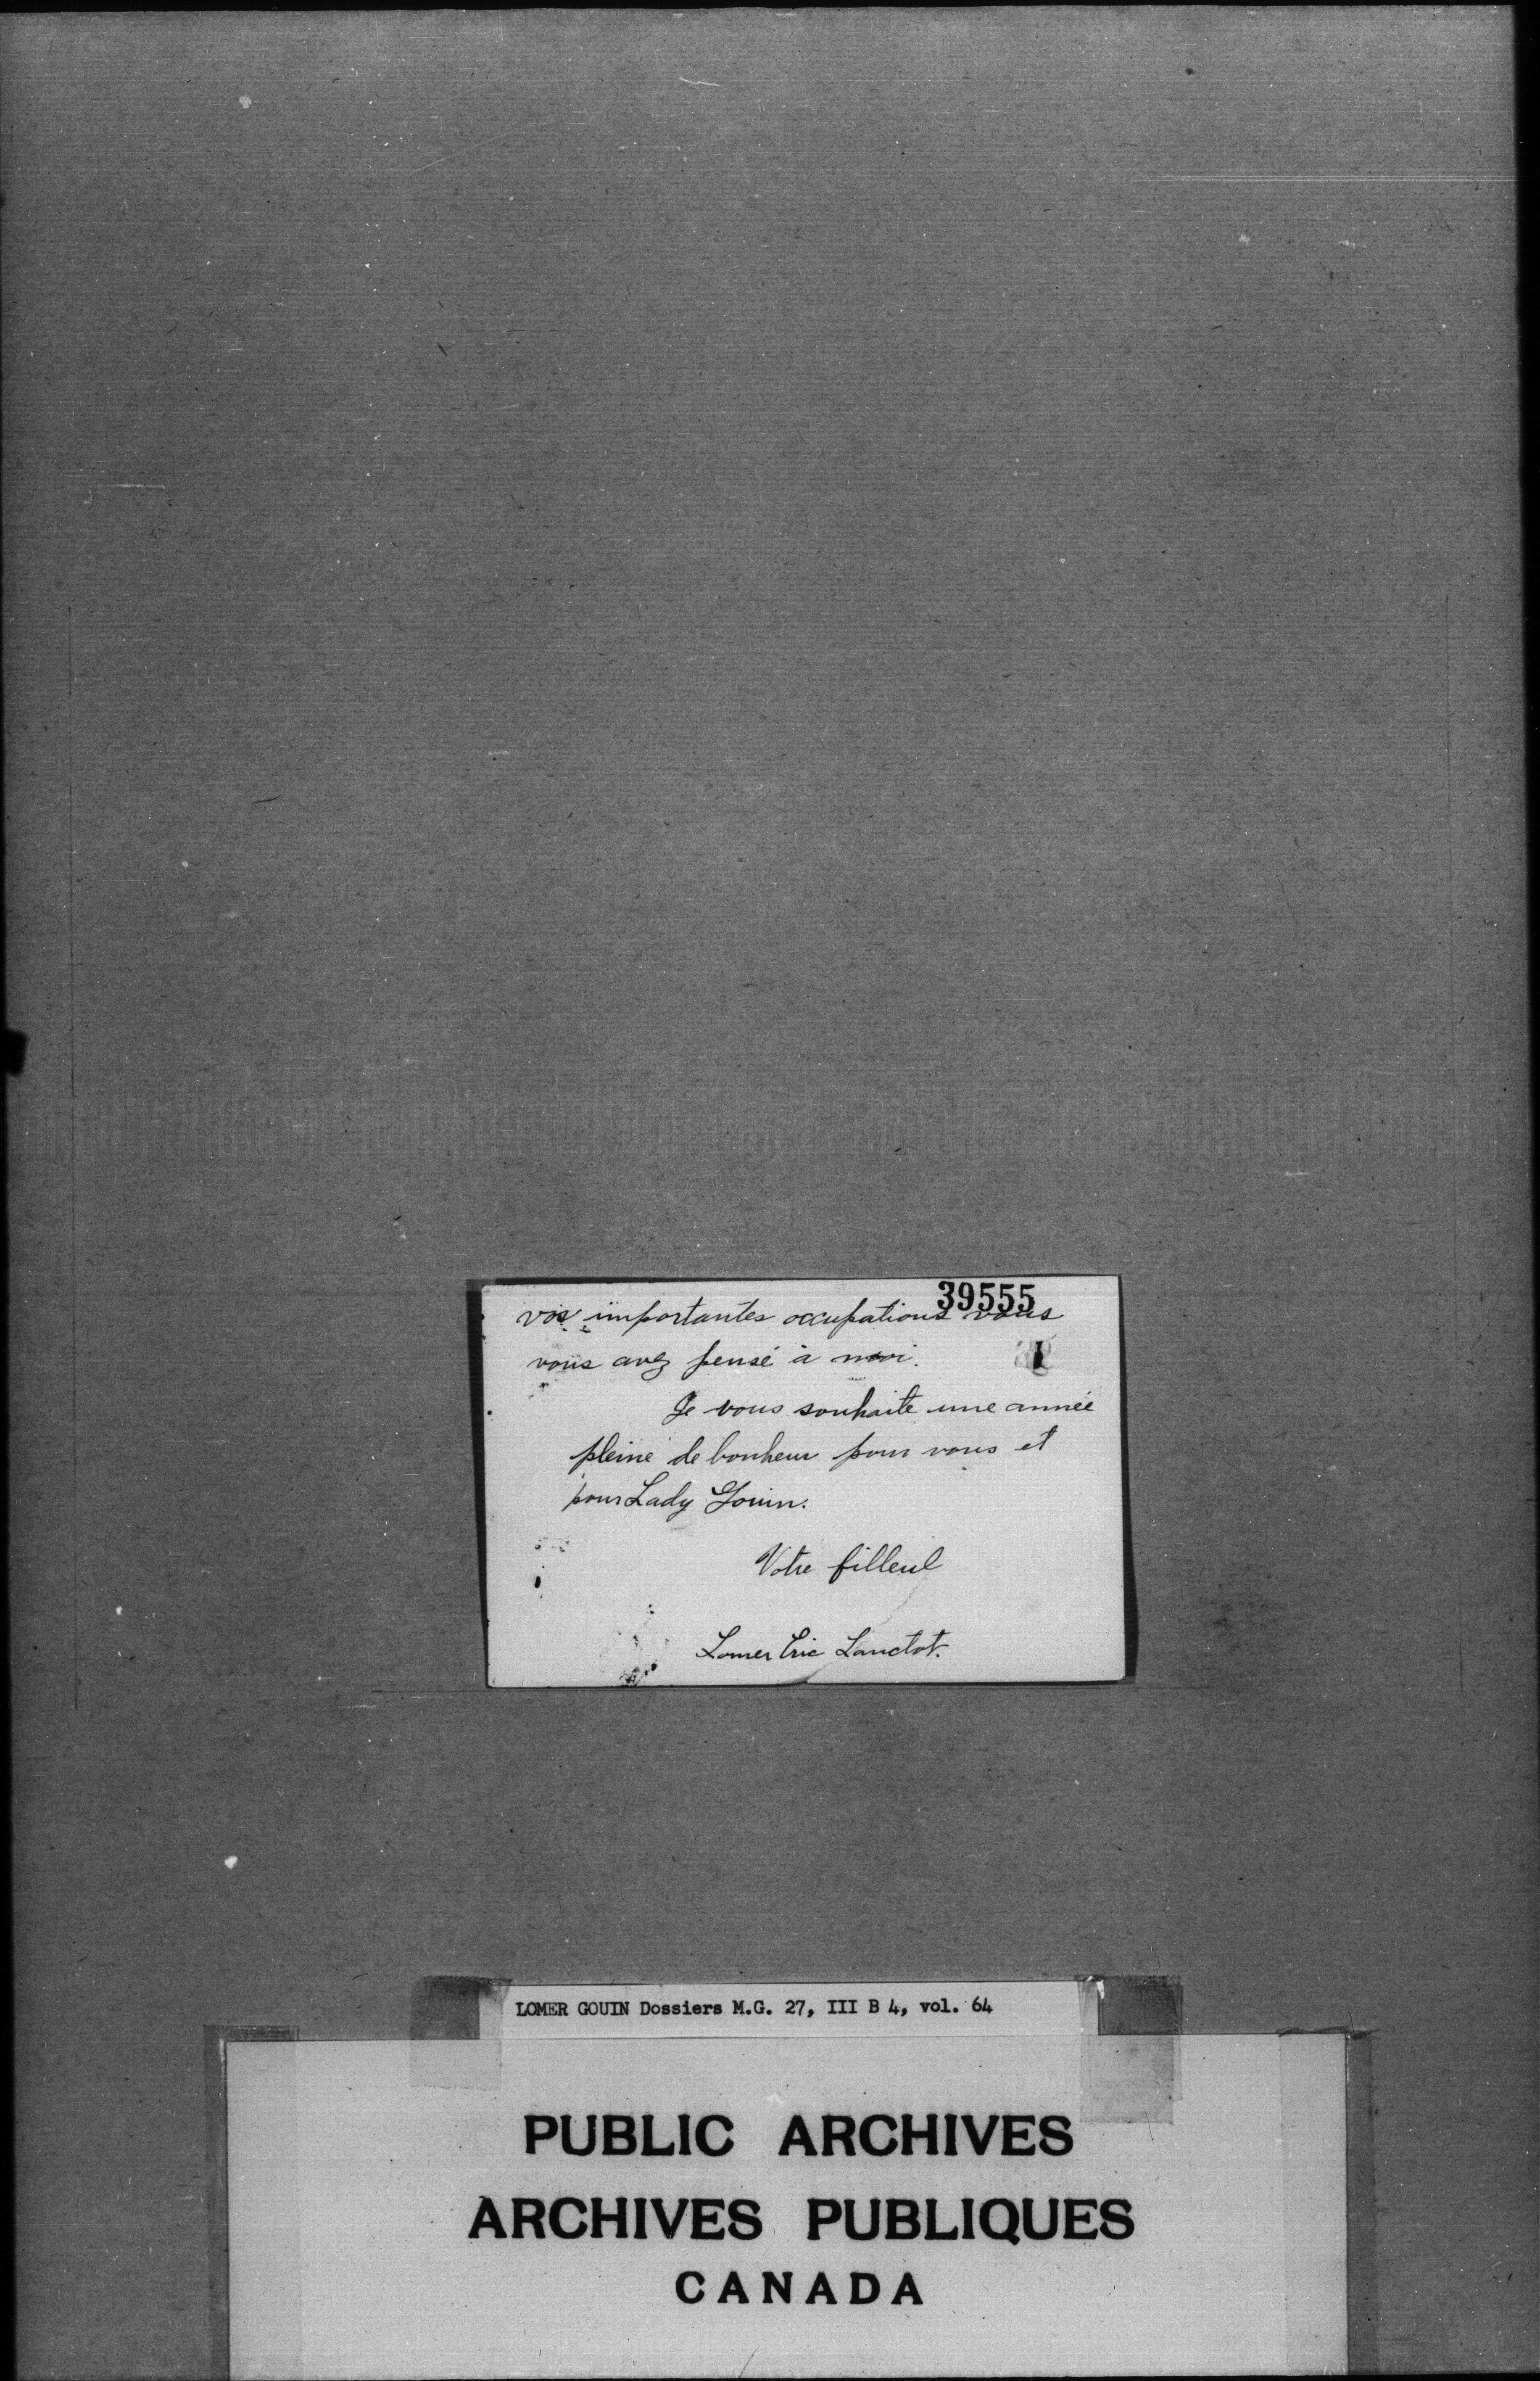 39555
vos importantes occupations vous
vous avez pensé à moi.
Je vous souhaite une année
pleine de bonheur pour vous et
pour Lady Gouin.
Votre filleul
Lomer Eric Lanctot.
LOMER GOUIN Dossiers M.G. 27, III B 4, vol. 64
PUBLIC ARCHIVES
ARCHIVES PUBLIQUES
CANADA